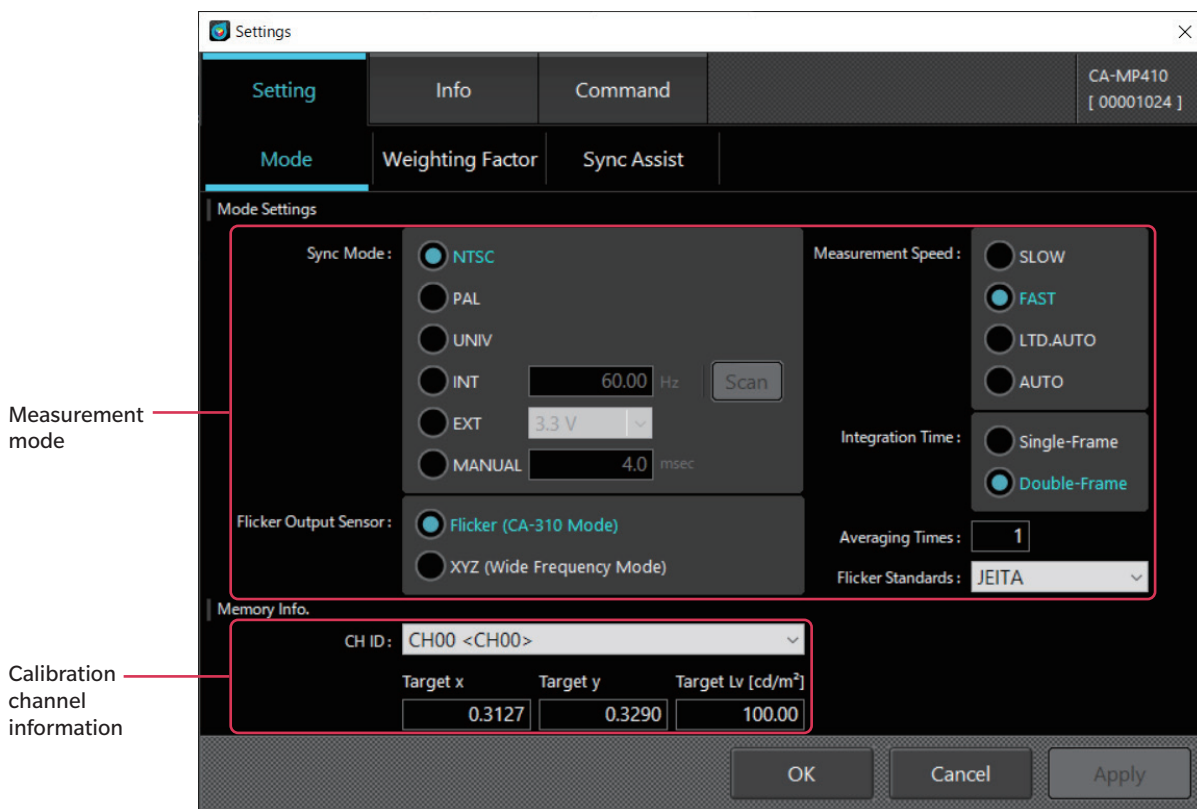 Settings
Setting
Info
Command
CA-MP410
[ 00001024 ]
Mode
Weighting Factor
Sync Assist
Mode Settings
Sync Mode :
NTSC
PAL
UNIV
INT
60.00 Hz
Scan
EXT
3.3 V
MANUAL
4.0 msec
Measurement Speed :
SLOW
FAST
LTD.AUTO
AUTO
Integration Time :
Single-Frame
Double-Frame
Flicker Output Sensor :
Flicker (CA-310 Mode)
XYZ (Wide Frequency Mode)
Averaging Times :
1
Flicker Standards :
JEITA
Measurement
mode
Memory Info.
CH ID :
CH00 <CH00>
Target x
Target y
Target Lv [cd/m²]
0.3127
0.3290
100.00
Calibration
channel
information
OK
Cancel
Apply